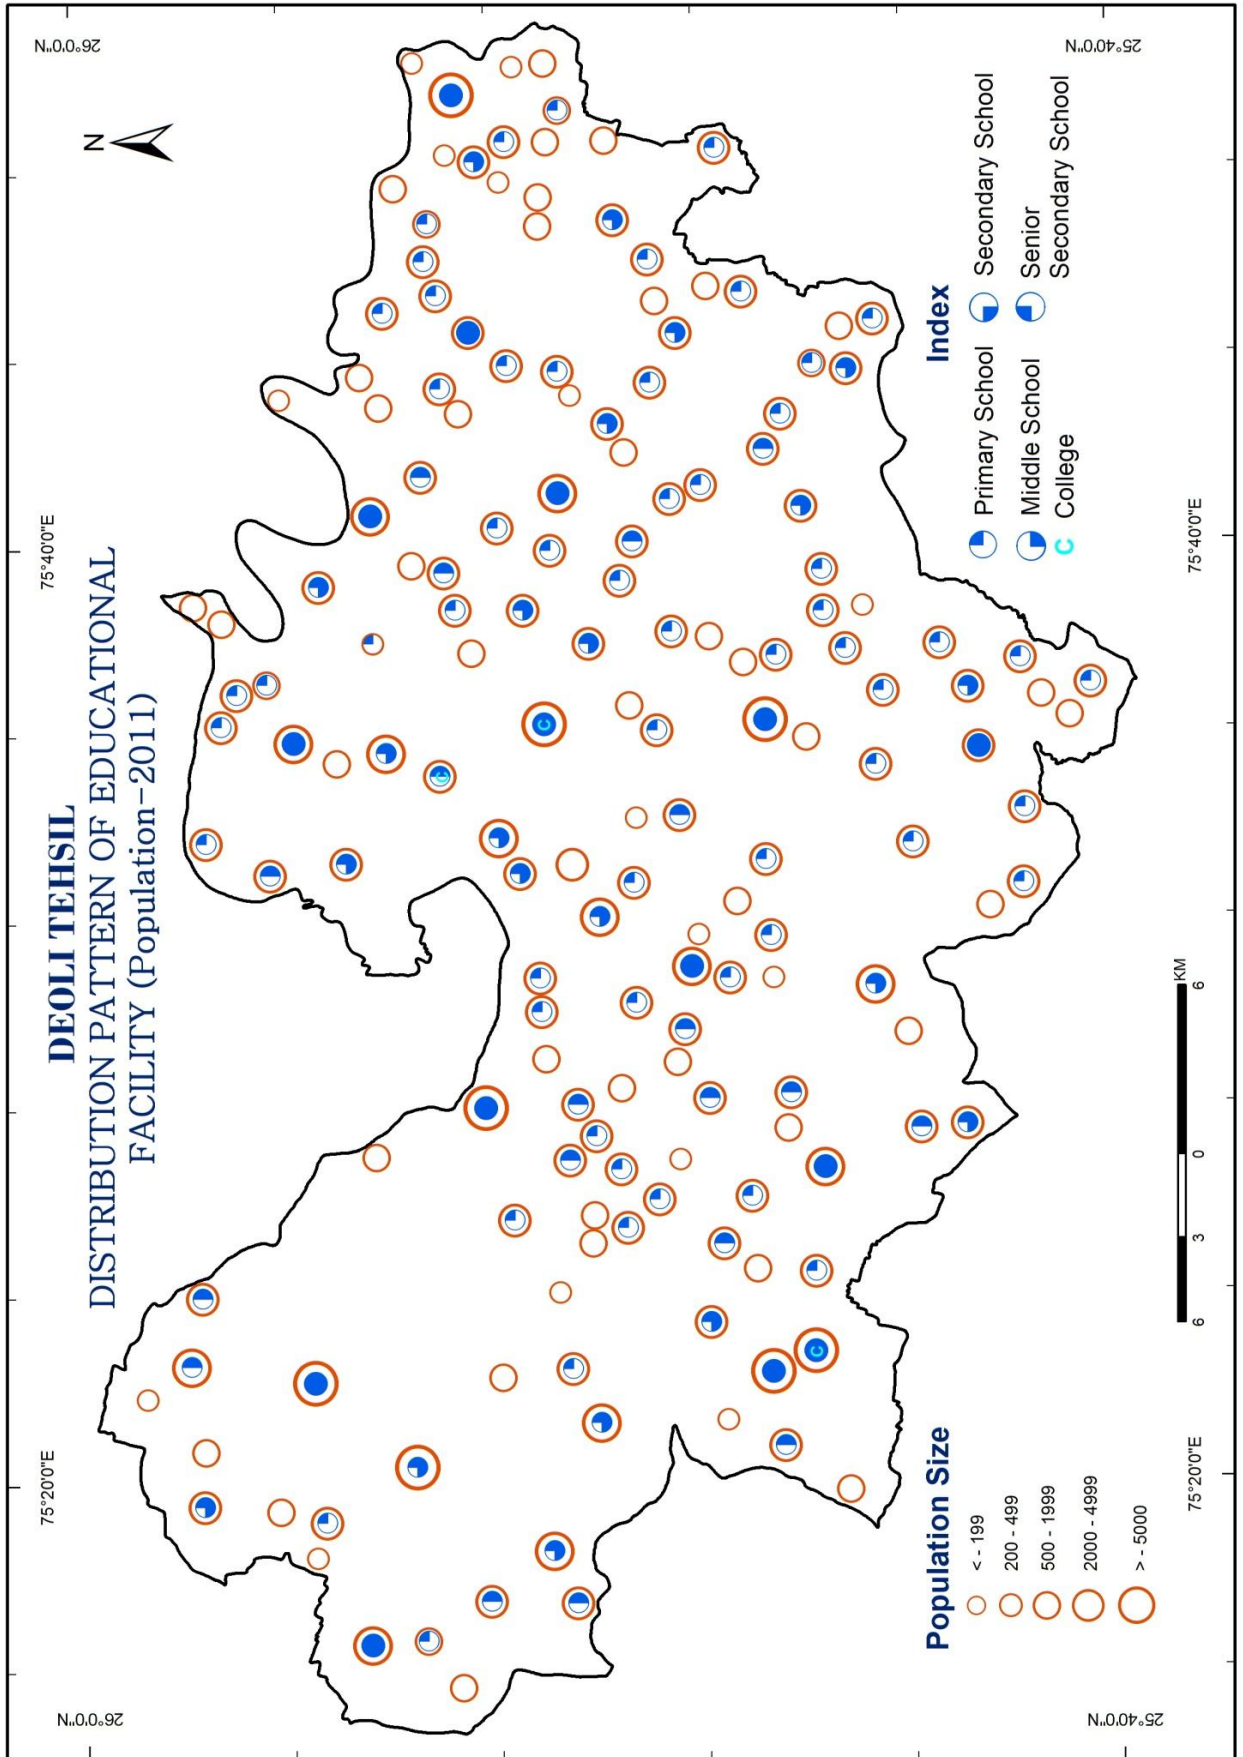 DEOLI TEHSIL
DISTRIBUTION PATTERN OF EDUCATIONAL
FACILITY (Population-2011)
N
26°0'0"N
26°0'0"N
25°40'0"N
25°40'0"N
75°20'0"E
75°40'0"E
75°20'0"E
75°40'0"E
C
C
C
Population Size
< - 199
200 - 499
500 - 1999
2000 - 4999
> - 5000
6 3 0 6
KM
Index
Primary School
Secondary School
Middle School
Senior
Secondary School
C College